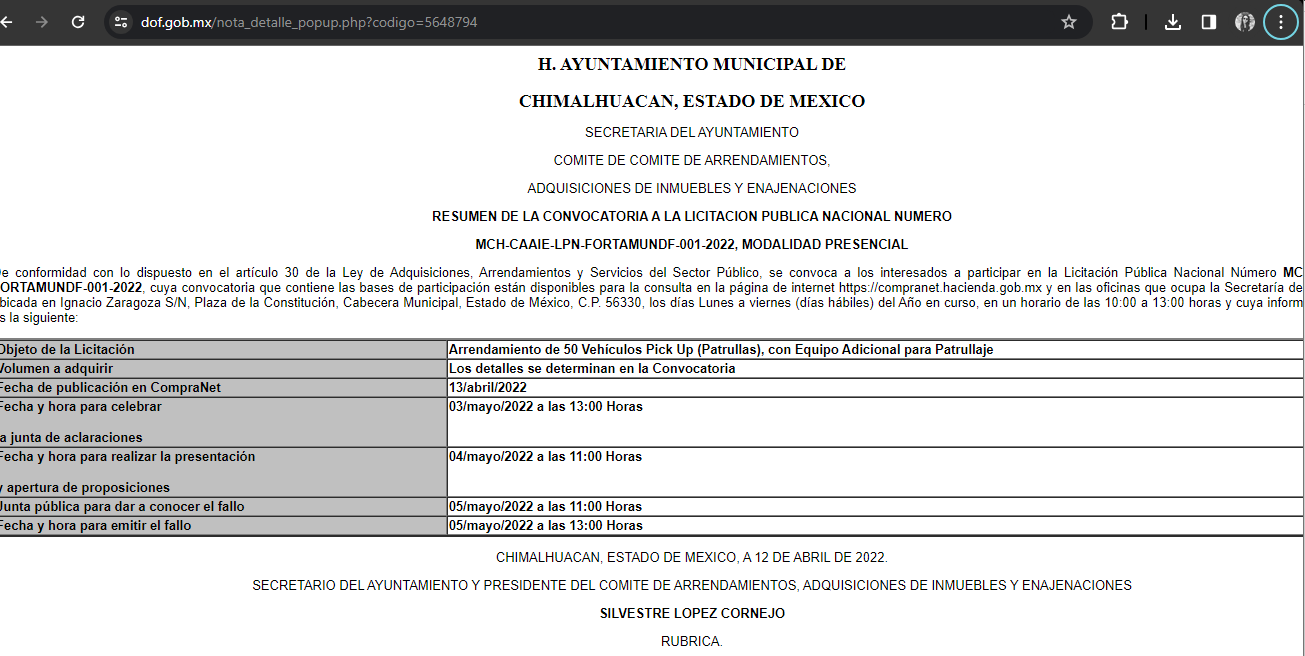 dof.gob.mx/nota_detalle_popup.php?codigo=5648794
H. AYUNTAMIENTO MUNICIPAL DE
CHIMALHUACAN, ESTADO DE MEXICO
SECRETARIA DEL AYUNTAMIENTO
COMITE DE COMITE DE ARRENDAMIENTOS,
ADQUISICIONES DE INMUEBLES Y ENAJENACIONES
RESUMEN DE LA CONVOCATORIA A LA LICITACION PUBLICA NACIONAL NUMERO
MCH-CAAIE-LPN-FORTAMUNDF-001-2022, MODALIDAD PRESENCIAL
e conformidad con lo dispuesto en el artículo 30 de la Ley de Adquisiciones, Arrendamientos y Servicios del Sector Público, se convoca a los interesados a participar en la Licitación Pública Nacional Número MC
ORTAMUNDF-001-2022, cuya convocatoria que contiene las bases de participación están disponibles para la consulta en la página de internet https://compranet.hacienda.gob.mx y en las oficinas que ocupa la Secretaría de
bicada en Ignacio Zaragoza S/N, Plaza de la Constitución, Cabecera Municipal, Estado de México, C.P. 56330, los días Lunes a viernes (días hábiles) del Año en curso, en un horario de las 10:00 a 13:00 horas y cuya inform
s la siguiente:
Objeto de la Licitación Arrendamiento de 50 Vehículos Pick Up (Patrullas), con Equipo Adicional para Patrullaje
Volumen a adquirir Los detalles se determinan en la Convocatoria
Fecha de publicación en CompraNet 13/abril/2022
Fecha y hora para celebrar 03/mayo/2022 a las 13:00 Horas
a junta de aclaraciones
Fecha y hora para realizar la presentación 04/mayo/2022 a las 11:00 Horas
y apertura de proposiciones
Junta pública para dar a conocer el fallo 05/mayo/2022 a las 11:00 Horas
Fecha y hora para emitir el fallo 05/mayo/2022 a las 13:00 Horas
CHIMALHUACAN, ESTADO DE MEXICO, A 12 DE ABRIL DE 2022.
SECRETARIO DEL AYUNTAMIENTO Y PRESIDENTE DEL COMITE DE ARRENDAMIENTOS, ADQUISICIONES DE INMUEBLES Y ENAJENACIONES
SILVESTRE LOPEZ CORNEJO
RUBRICA.